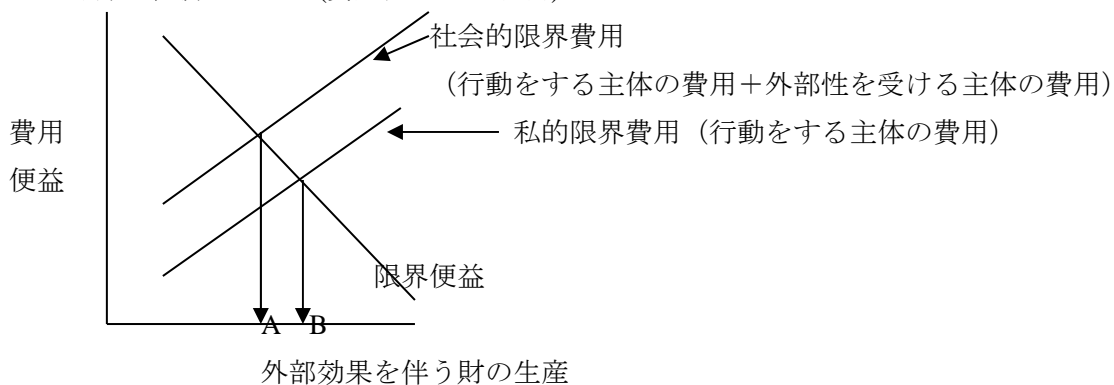 社会的限界費用
（行動をする主体の費用＋外部性を受ける主体の費用）
私的限界費用（行動をする主体の費用）
費用
便益
限界便益
A B
外部効果を伴う財の生産